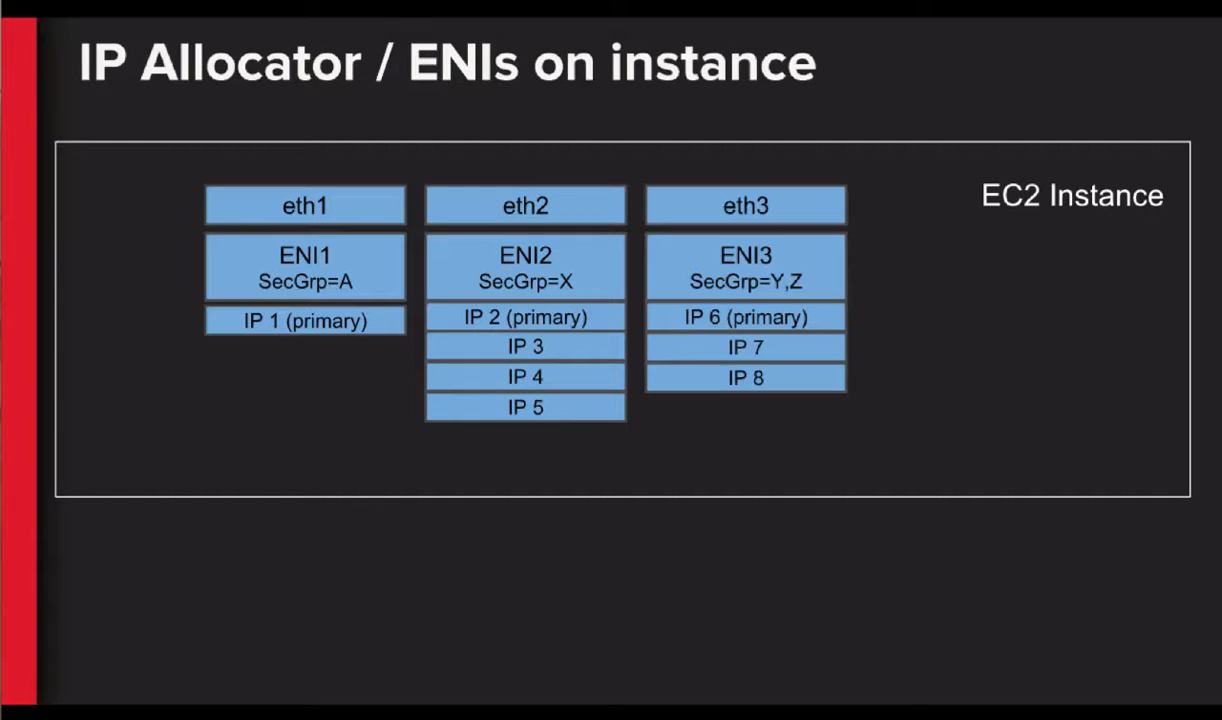 IP Allocator / ENIs on instance
EC2 Instance
eth1
ENI1
SecGrp=A
IP 1 (primary)
eth2
ENI2
SecGrp=X
IP 2 (primary)
IP 3
IP 4
IP 5
eth3
ENI3
SecGrp=Y,Z
IP 6 (primary)
IP 7
IP 8